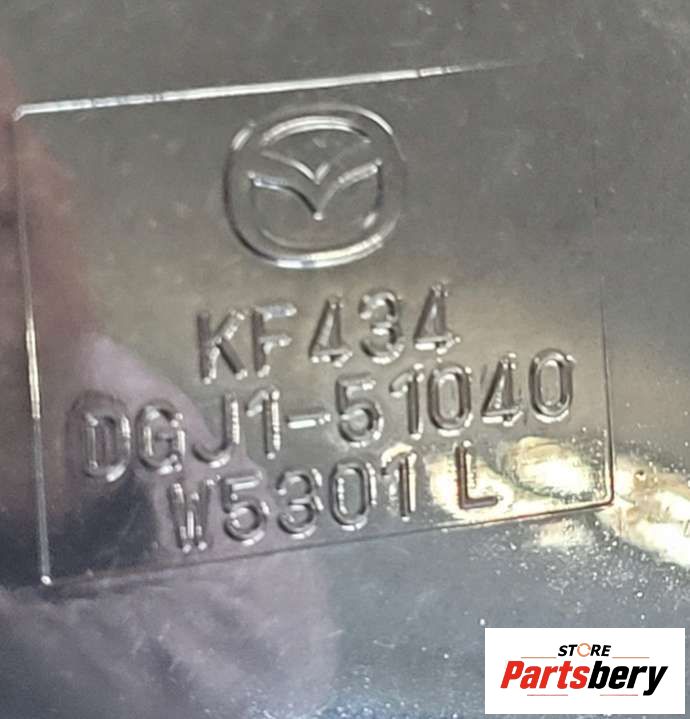 KF434
DGJ1-51040
W5301 L
STORE
Partsbery